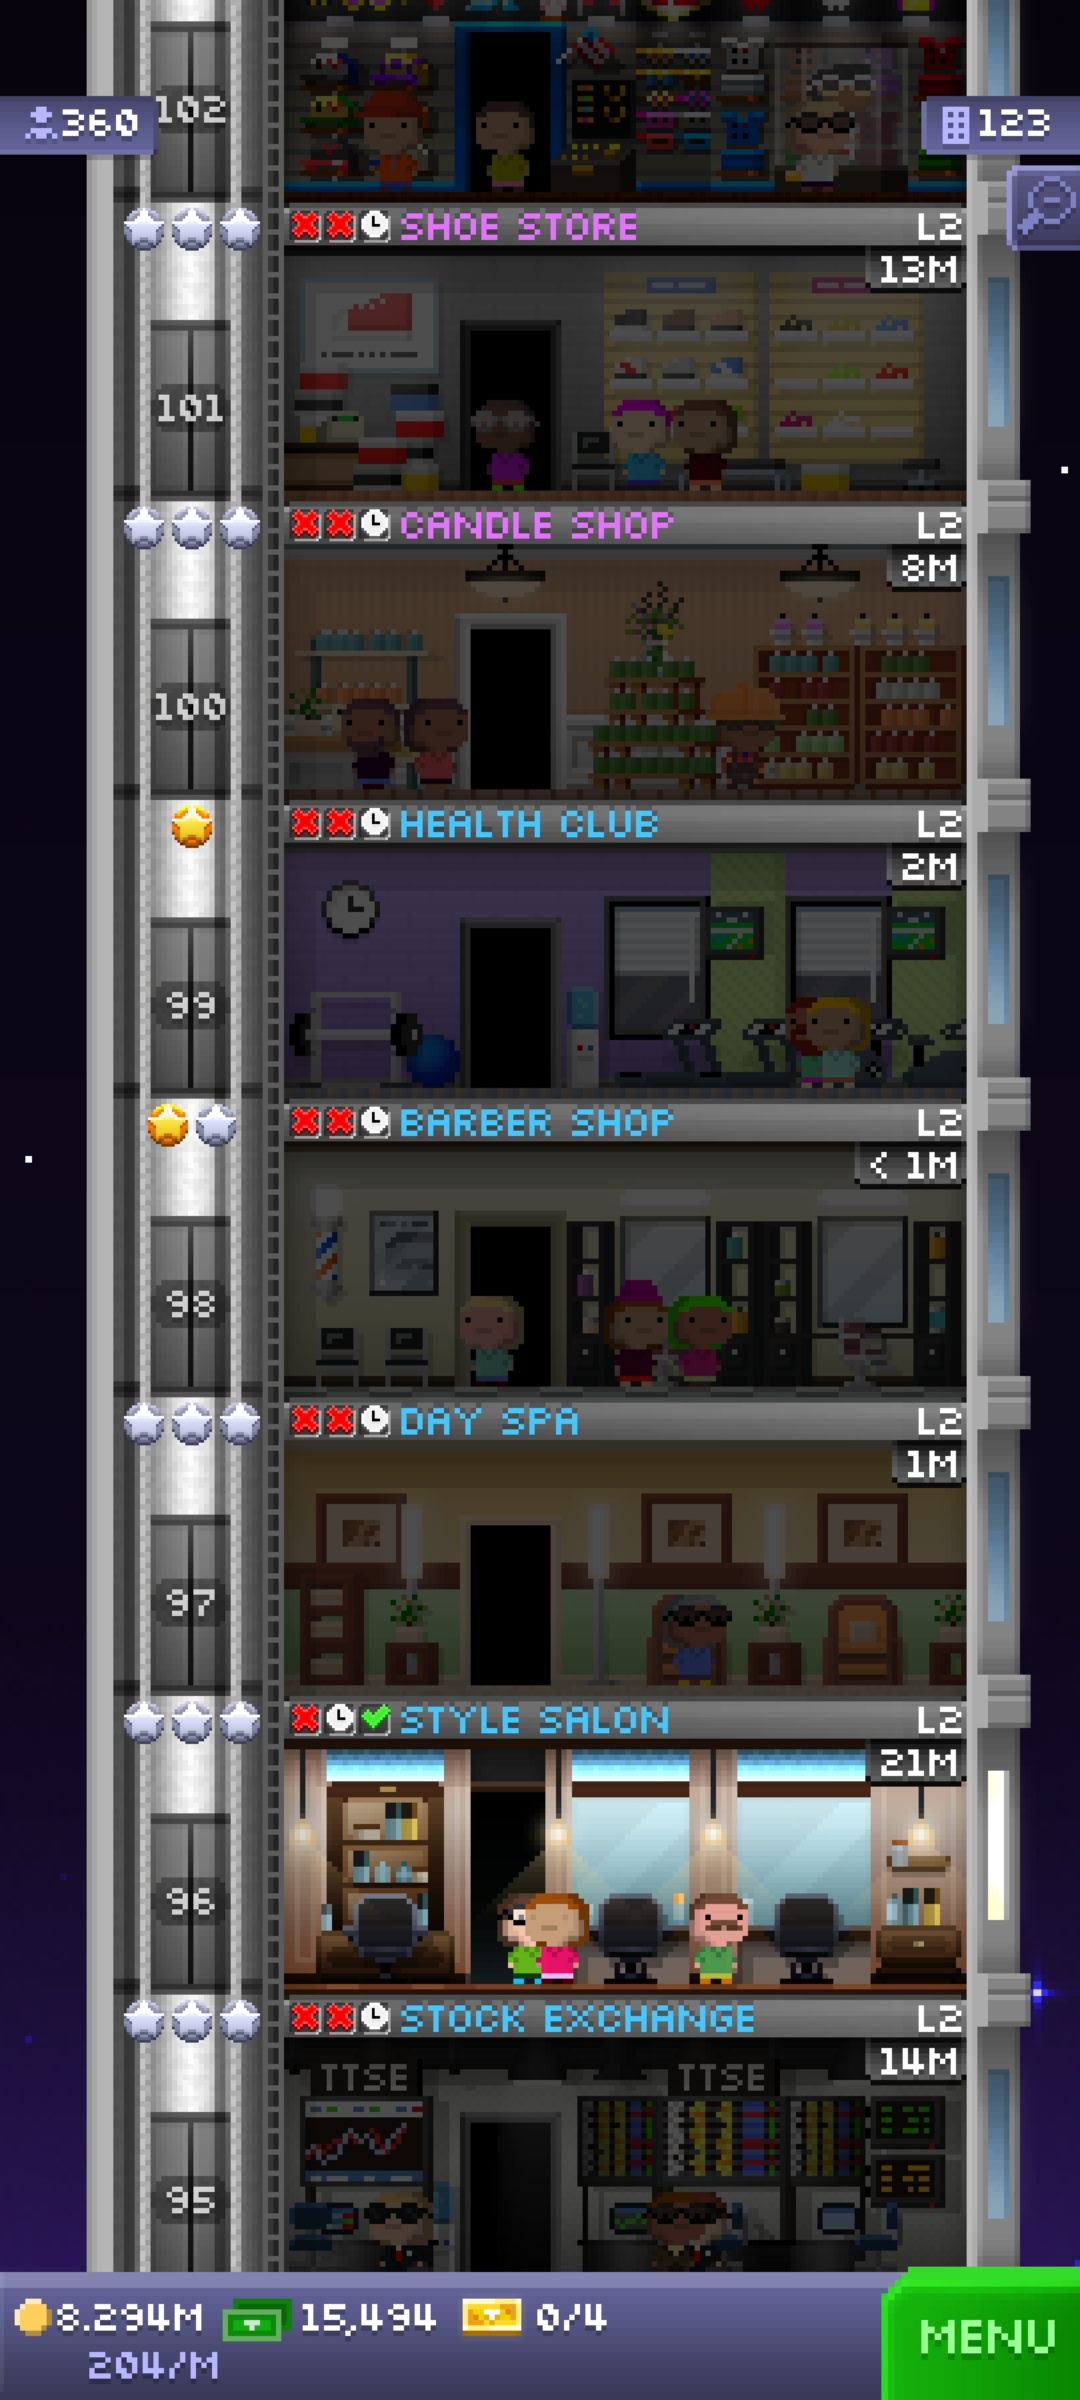 102
360
123
SHOE STORE L2
13M
101
CANDLE SHOP L2
8M
100
HEALTH CLUB L2
2M
99
BARBER SHOP L2
< 1M
98
DAY SPA L2
1M
97
STYLE SALON L2
21M
96
STOCK EXCHANGE L2
14M
TTSE TTSE
95
8.294M 15,494 0/4
204/M
MENU